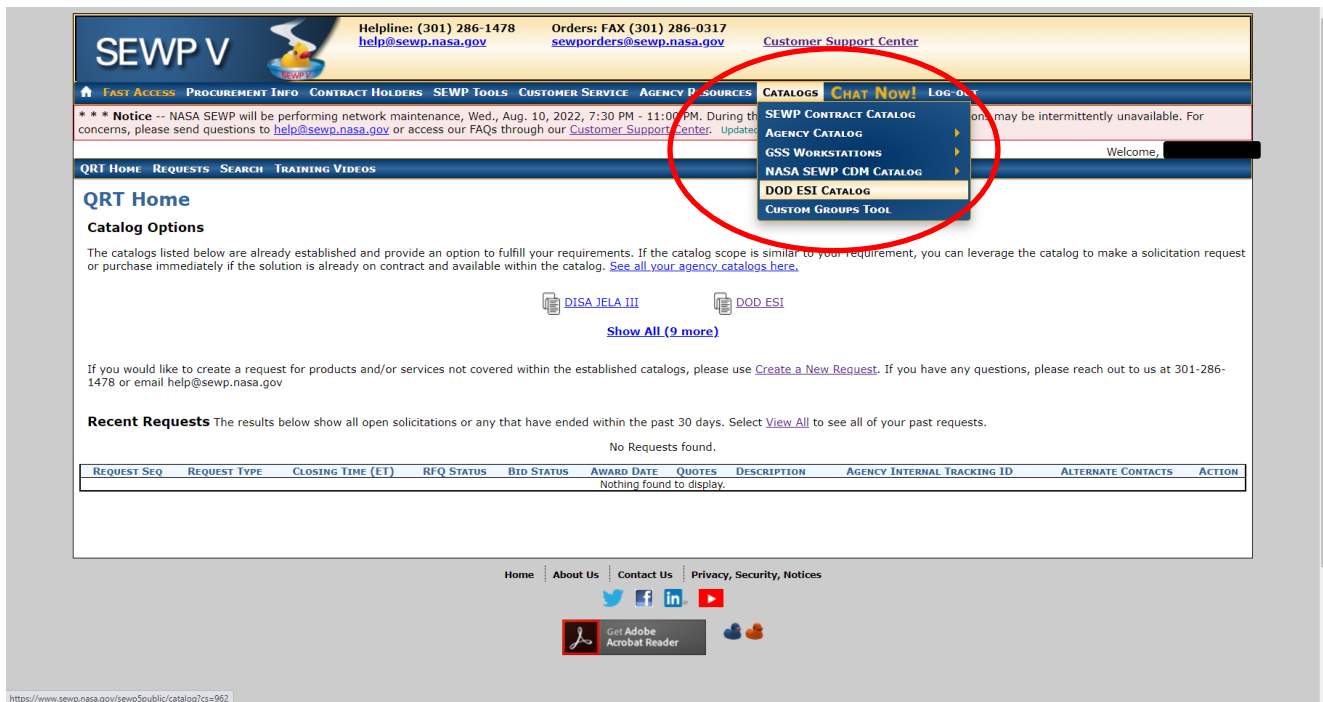 SEWP V
SEWP V
Helpline: (301) 286-1478
help@sewp.nasa.gov
Orders: FAX (301) 286-0317
sewporders@sewp.nasa.gov
Customer Support Center
Fast Access Procurement Info Contract Holders SEWP Tools Customer Service Agency Resources Catalogs Chat Now! Log-out
* * * Notice -- NASA SEWP will be performing network maintenance, Wed., Aug. 10, 2022, 7:30 PM - 11:00 PM. During th may be intermittently unavailable. For
concerns, please send questions to help@sewp.nasa.gov or access our FAQs through our Customer Support Center. Updated
SEWP Contract Catalog
Agency Catalog
GSS Workstations
NASA SEWP CDM Catalog
DOD ESI Catalog
Custom Groups Tool
Welcome,
QRT Home Requests Search Training Videos
QRT Home
Catalog Options
The catalogs listed below are already established and provide an option to fulfill your requirements. If the catalog scope is similar to your requirement, you can leverage the catalog to make a solicitation request
or purchase immediately if the solution is already on contract and available within the catalog. See all your agency catalogs here.
DISA JELA III
DOD ESI
Show All (9 more)
If you would like to create a request for products and/or services not covered within the established catalogs, please use Create a New Request. If you have any questions, please reach out to us at 301-286-
1478 or email help@sewp.nasa.gov
Recent Requests The results below show all open solicitations or any that have ended within the past 30 days. Select View All to see all of your past requests.
No Requests found.
Request Seq Request Type Closing Time (ET) RFQ Status Bid Status Award Date Quotes Description Agency Internal Tracking ID Alternate Contacts Action
Nothing found to display.
Home About Us Contact Us Privacy, Security, Notices
Get Adobe
Acrobat Reader
https://www.sewp.nasa.gov/sewp5public/catalog?cs=962